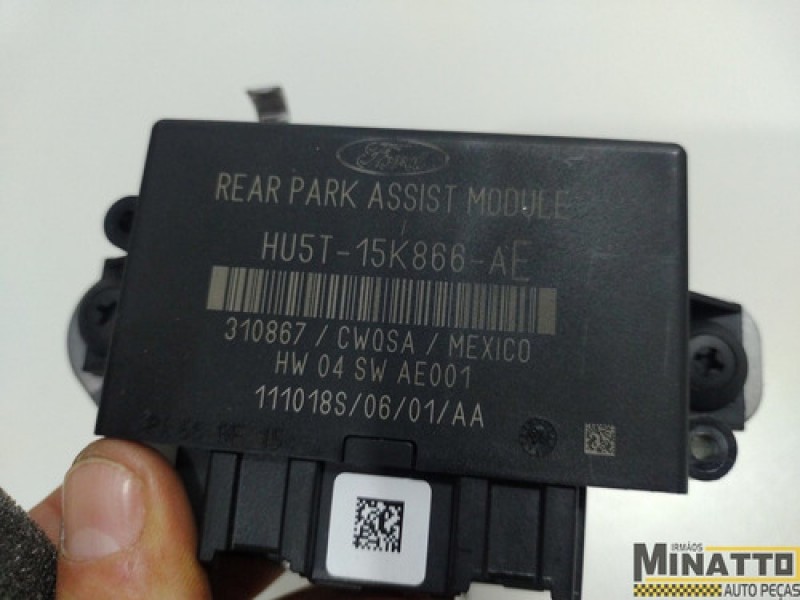 Ford
REAR PARK ASSIST MODULE
HU5T-15K866-AE
310867 / CWQSA / MEXICO
HW 04 SW AE001
111018S/06/01/AA
IRMÃOS
MINATTO
AUTO PEÇAS